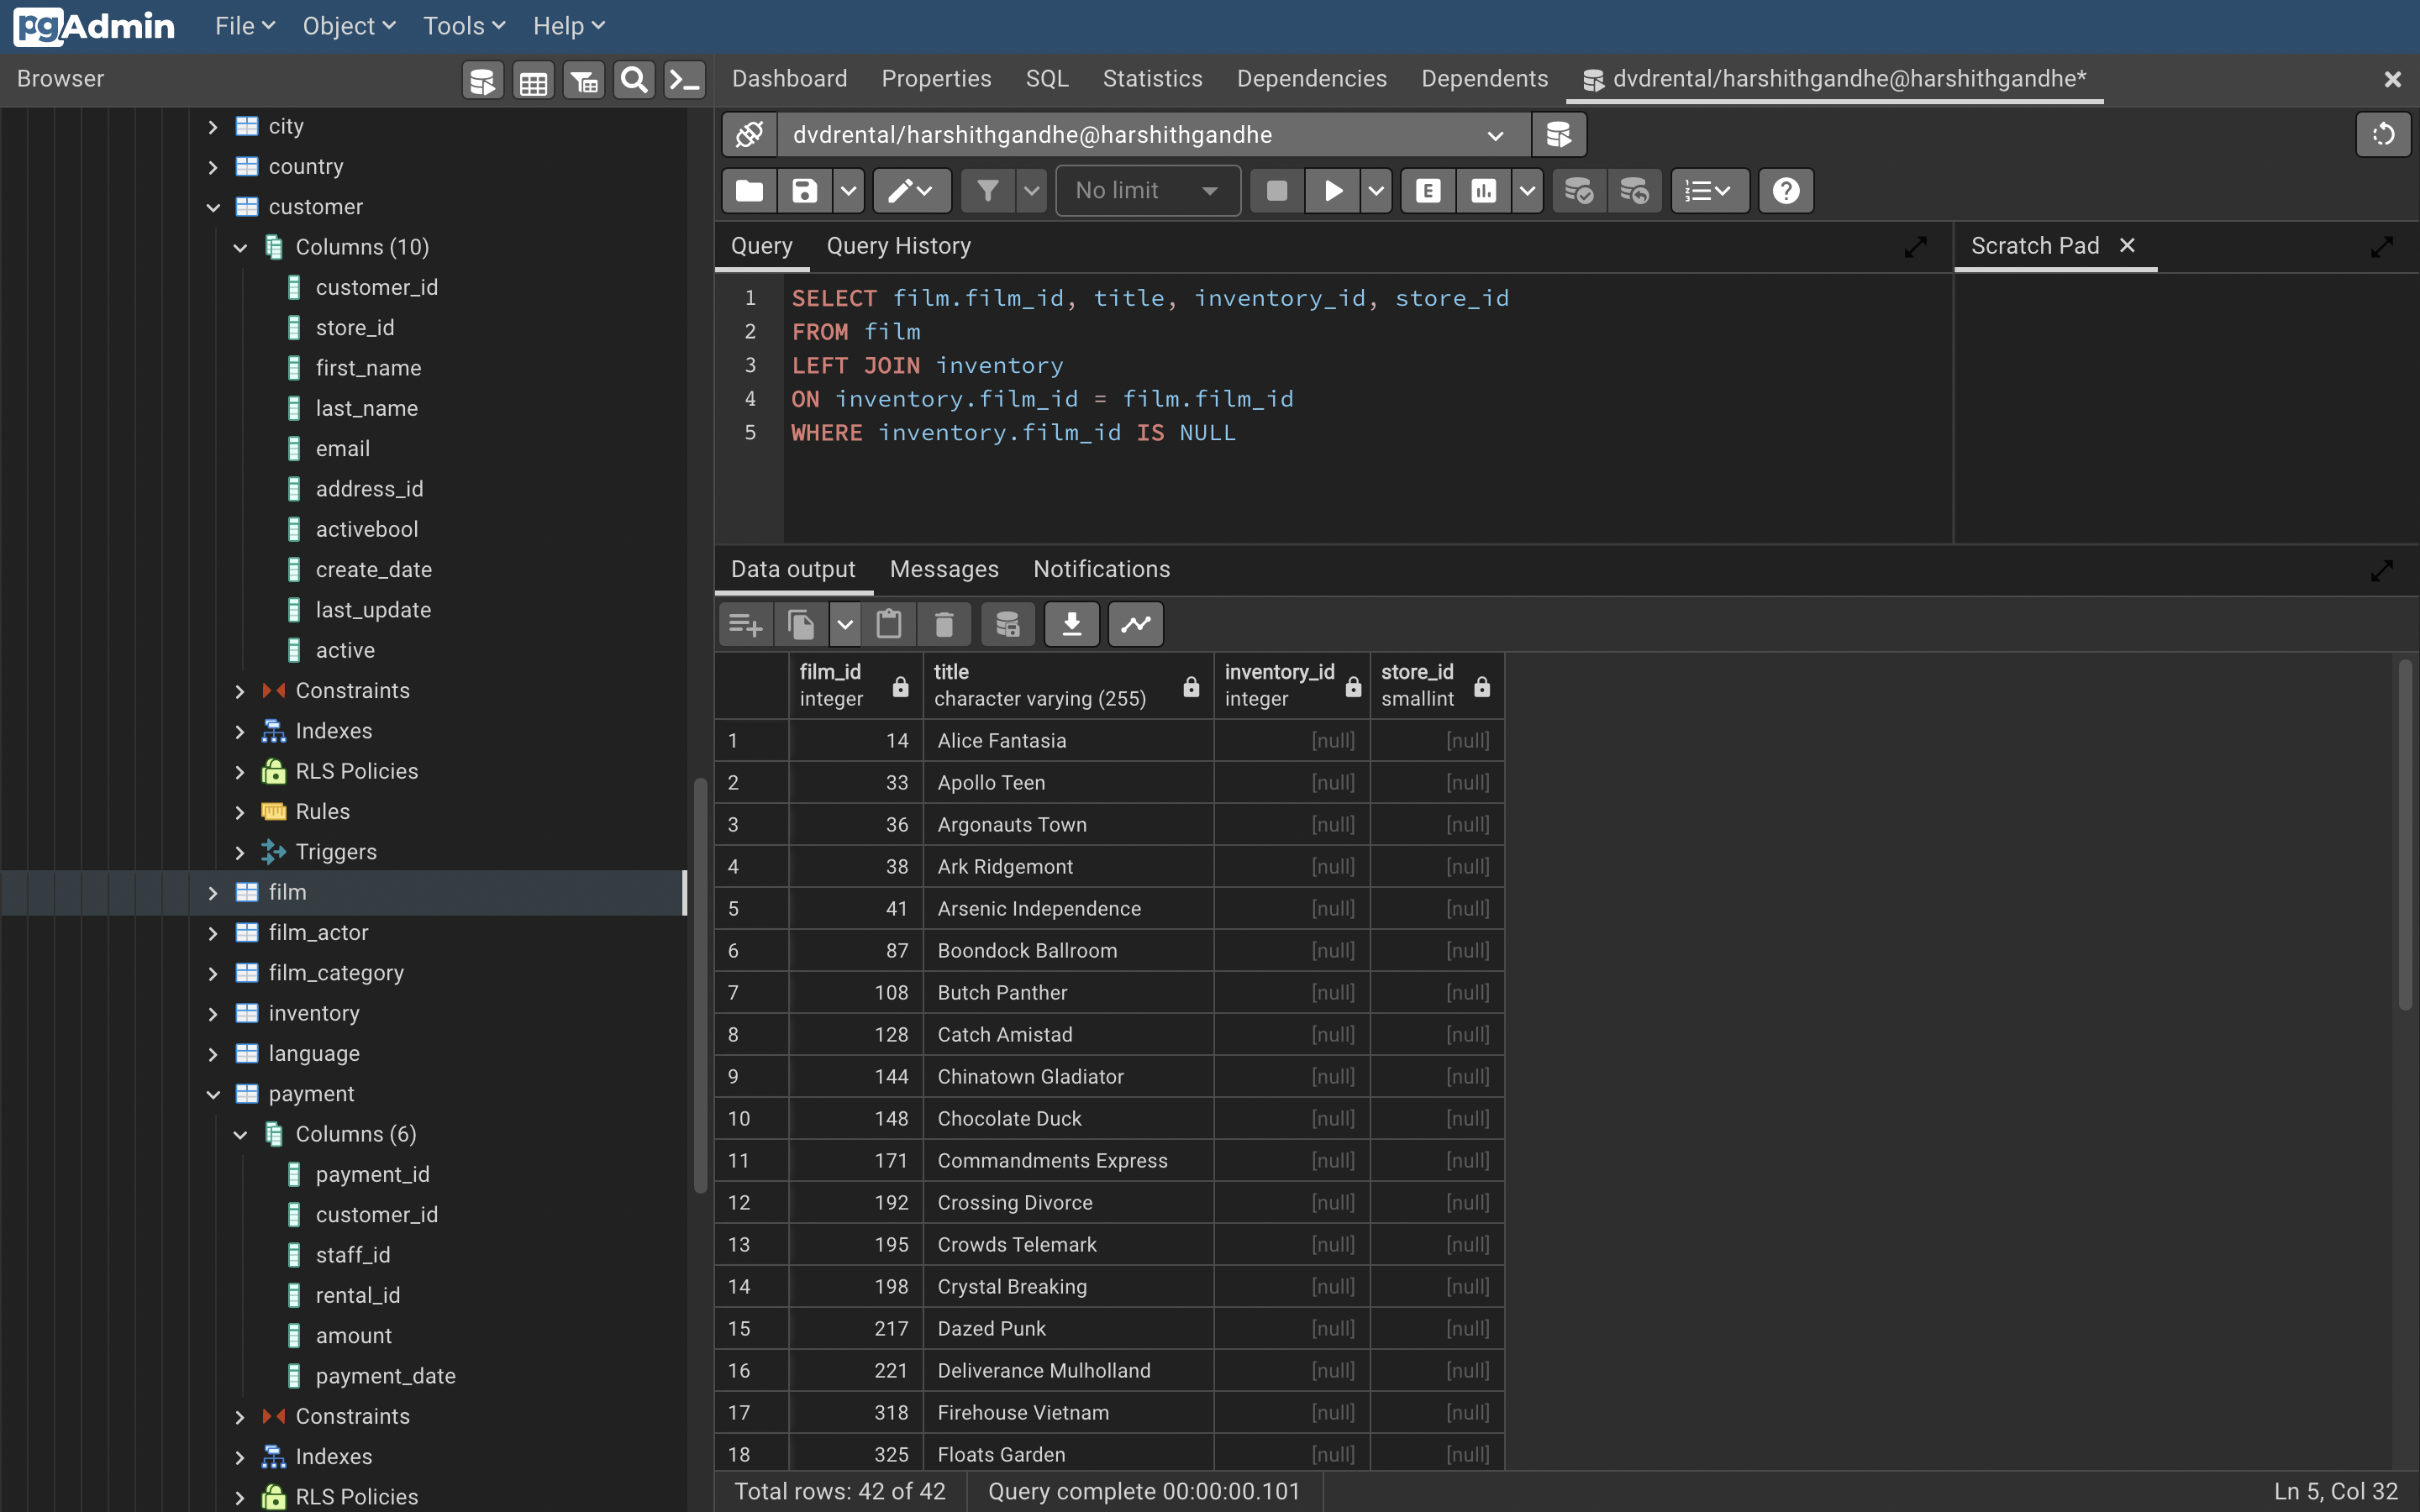 pgAdmin File Object Tools Help
Browser
Dashboard Properties SQL Statistics Dependencies Dependents dvdrental/harshithgandhe@harshithgandhe*
city
country
customer
Columns (10)
customer_id
store_id
first_name
last_name
email
address_id
activebool
create_date
last_update
active
Constraints
Indexes
RLS Policies
Rules
Triggers
film
film_actor
film_category
inventory
language
payment
Columns (6)
payment_id
customer_id
staff_id
rental_id
amount
payment_date
Constraints
Indexes
RLS Policies
dvdrental/harshithgandhe@harshithgandhe
No limit E
Query Query History Scratch Pad
1 SELECT film.film_id, title, inventory_id, store_id
2 FROM film
3 LEFT JOIN inventory
4 ON inventory.film_id = film.film_id
5 WHERE inventory.film_id IS NULL
Data output Messages Notifications
film_id title inventory_id store_id
integer character varying (255) integer smallint
1 14 Alice Fantasia [null] [null]
2 33 Apollo Teen [null] [null]
3 36 Argonauts Town [null] [null]
4 38 Ark Ridgemont [null] [null]
5 41 Arsenic Independence [null] [null]
6 87 Boondock Ballroom [null] [null]
7 108 Butch Panther [null] [null]
8 128 Catch Amistad [null] [null]
9 144 Chinatown Gladiator [null] [null]
10 148 Chocolate Duck [null] [null]
11 171 Commandments Express [null] [null]
12 192 Crossing Divorce [null] [null]
13 195 Crowds Telemark [null] [null]
14 198 Crystal Breaking [null] [null]
15 217 Dazed Punk [null] [null]
16 221 Deliverance Mulholland [null] [null]
17 318 Firehouse Vietnam [null] [null]
18 325 Floats Garden [null] [null]
Total rows: 42 of 42 Query complete 00:00:00.101 Ln 5, Col 32